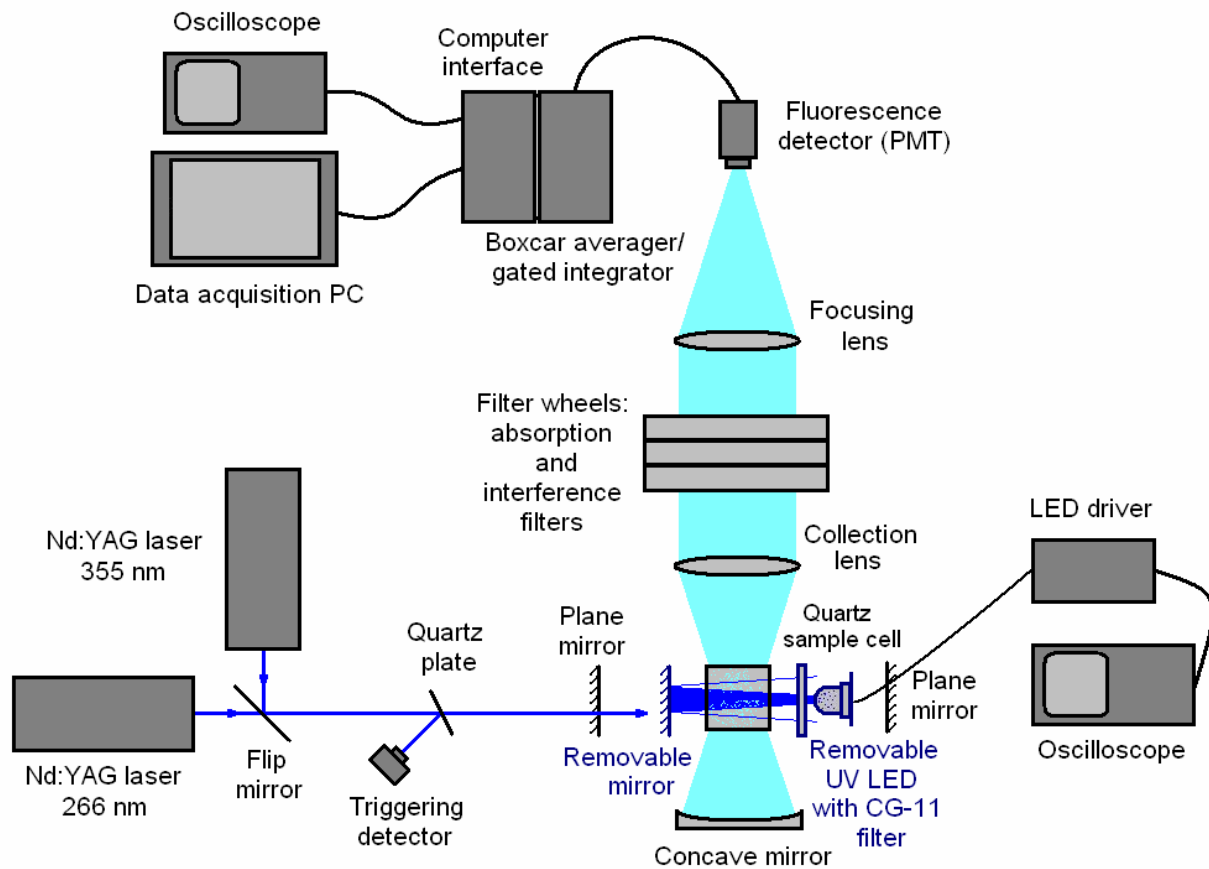 Oscilloscope
Computer
interface
Fluorescence
detector (PMT)
Boxcar averager/
gated integrator
Data acquisition PC
Focusing
lens
Filter wheels:
absorption
and
interference
filters
Nd:YAG laser
355 nm
LED driver
Collection
lens
Quartz
plate
Plane
mirror
Quartz
sample cell
Plane
mirror
Nd:YAG laser
266 nm
Flip
mirror
Triggering
detector
Removable
mirror
Removable
UV LED
with CG-11
filter
Oscilloscope
Concave mirror